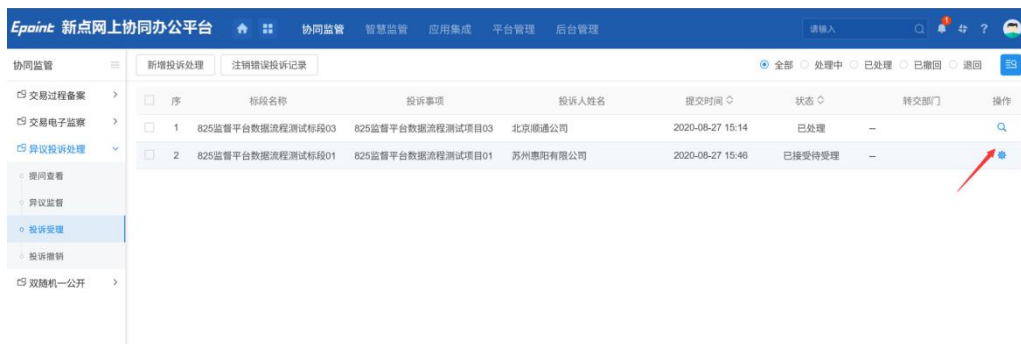 Epoint 新点网上协同办公平台 协同监管 智慧监管 应用集成 平台管理 后台管理 请输入 1 ?
协同监管 新增投诉处理 注销错误投诉记录 全部 处理中 已处理 已撤回 退回
交易过程备案
交易电子监察
异议投诉处理
提问查看
异议监督
投诉受理
投诉撤销
双随机一公开
序 标段名称 投诉事项 投诉人姓名 提交时间 状态 转交部门 操作
1 825监督平台数据流程测试标段03 825监督平台数据流程测试项目03 北京顺通公司 2020-08-27 15:14 已处理 --
2 825监督平台数据流程测试标段01 825监督平台数据流程测试项目01 苏州惠阳有限公司 2020-08-27 15:46 已接受待受理 --